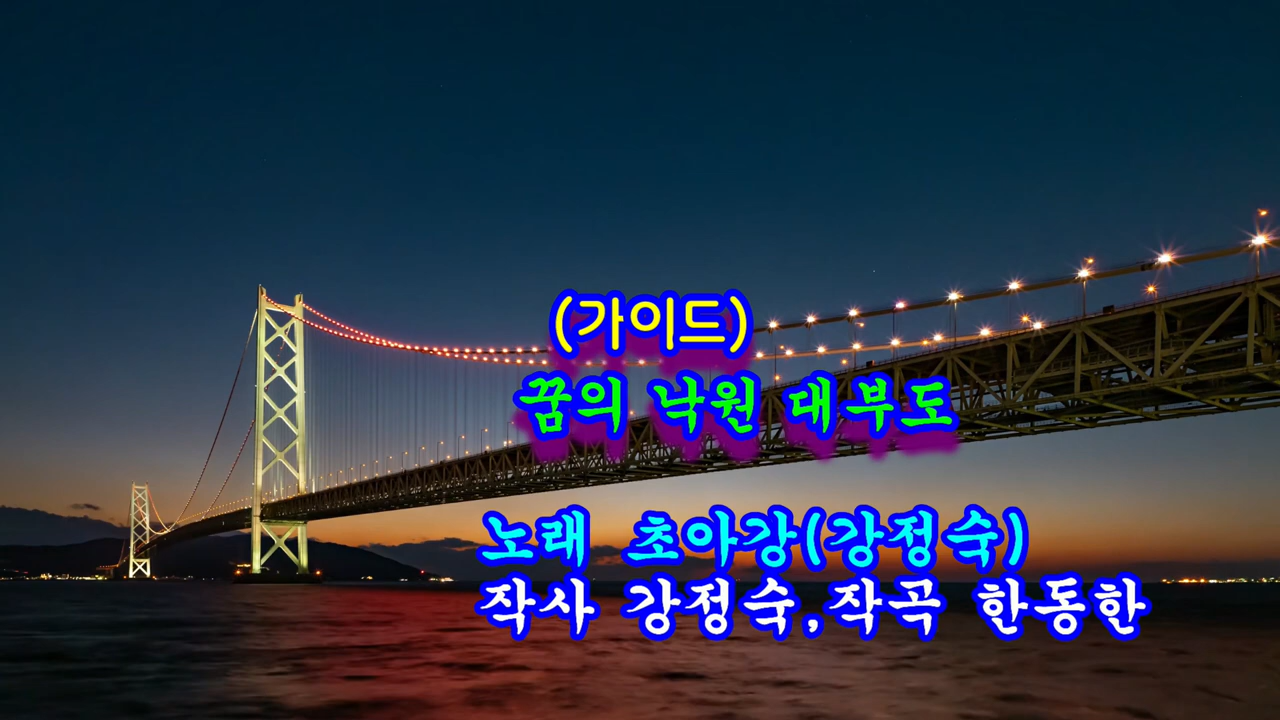 (가이드)
꿈의 낙원 대부도
노래 초아강(강정숙)
작사 강정숙,작곡 한동한